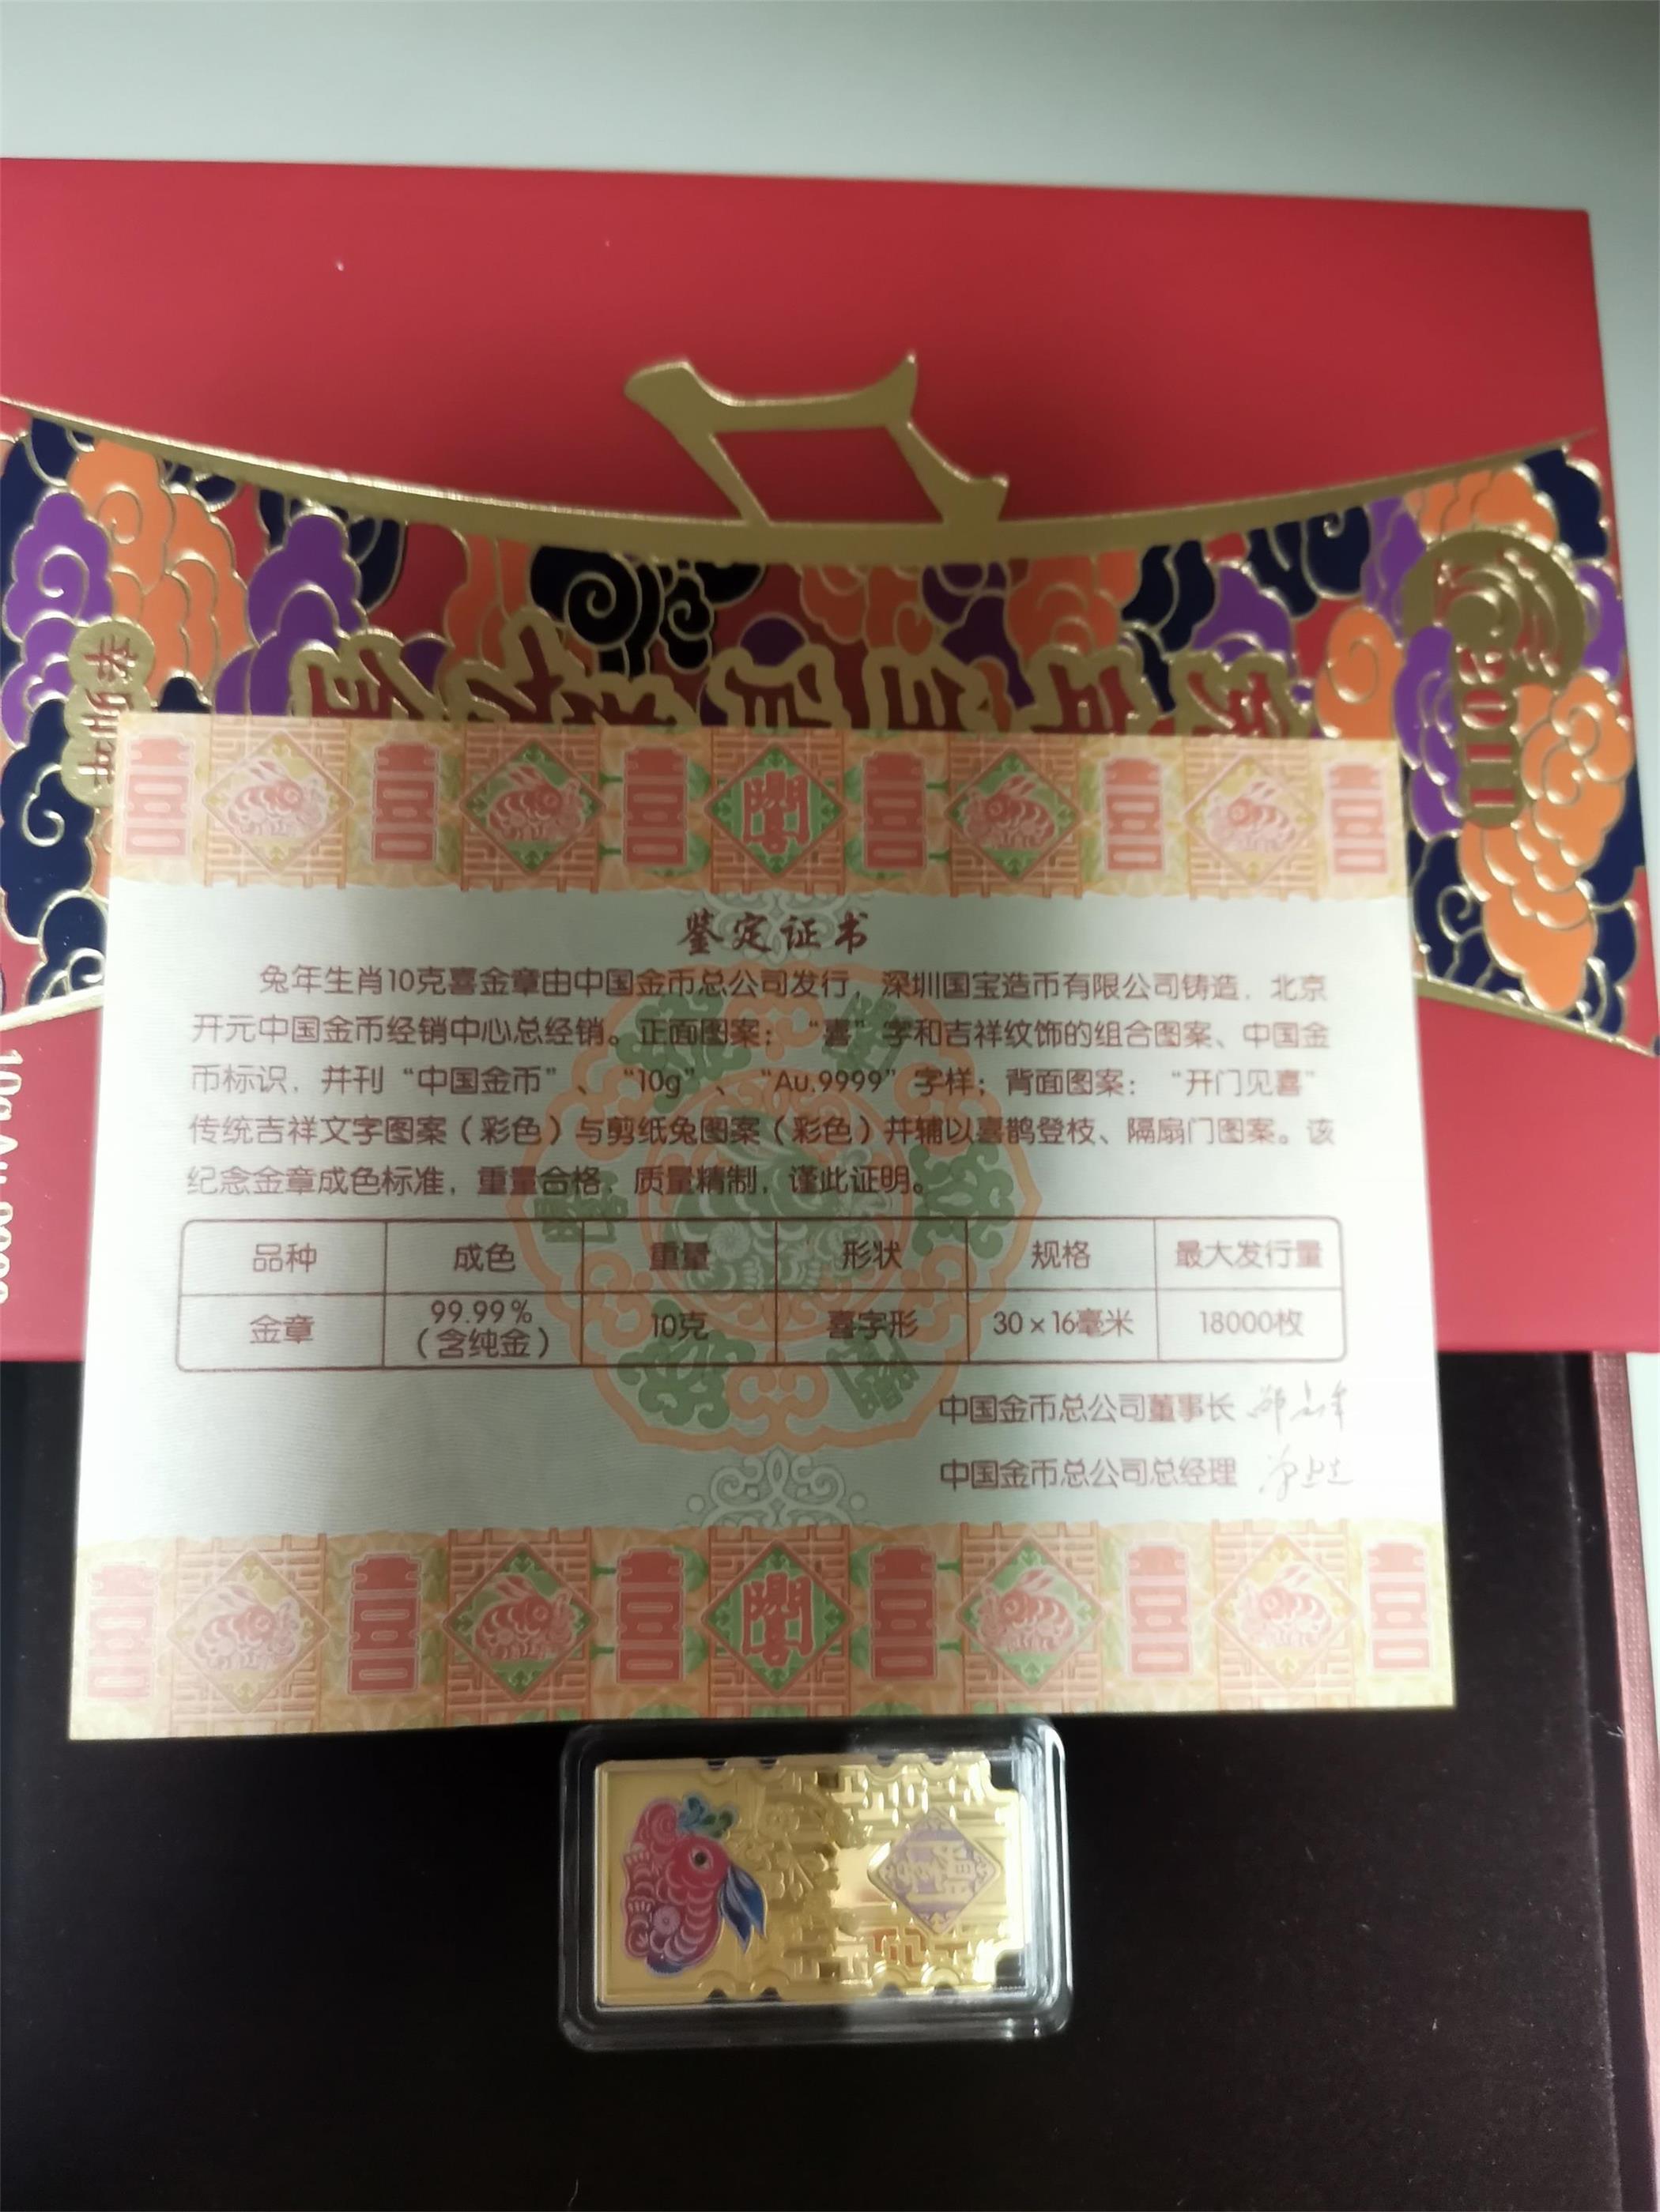 鉴定证书
兔年生肖10克喜金章由中国金币总公司发行，深圳国宝造币有限公司铸造，北京
开元中国金币经销中心总经销。正面图案：“喜”字和吉祥纹饰的组合图案、中国金
币标识，并刊“中国金币”、“10g”、“Au.9999”字样；背面图案：“开门见喜”
传统吉祥文字图案（彩色）与剪纸兔图案（彩色）并辅以喜鹊登枝、隔扇门图案。该
纪念金章成色标准，重量合格，质量精制，谨此证明。
品种 成色 重量 形状 规格 最大发行量
金章 99.99% 10克 喜字形 30×16毫米 18000枚
（含纯金）
中国金币总公司董事长
中国金币总公司总经理